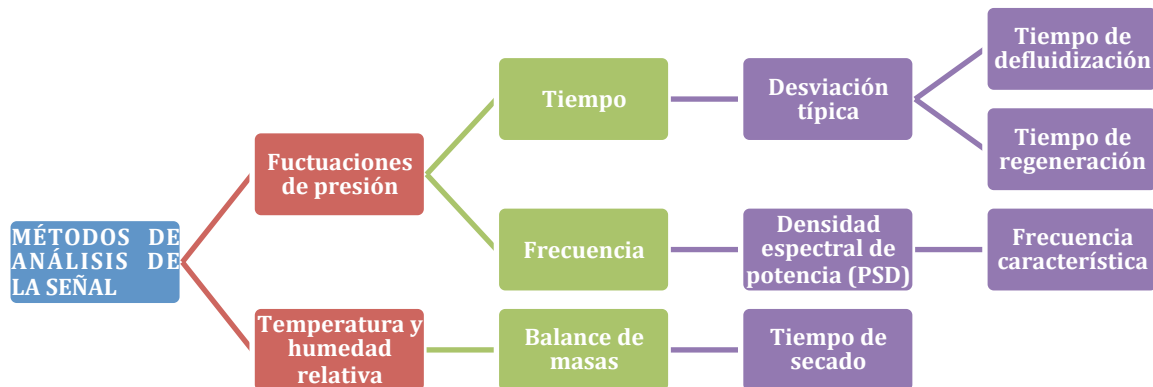 MÉTODOS DE
ANÁLISIS DE
LA SEÑAL
Fuctuaciones
de presión
Temperatura y
humedad
relativa
Tiempo
Frecuencia
Balance de
masas
Desviación
típica
Densidad
espectral de
potencia (PSD)
Tiempo de
secado
Tiempo de
defluidización
Tiempo de
regeneración
Frecuencia
característica